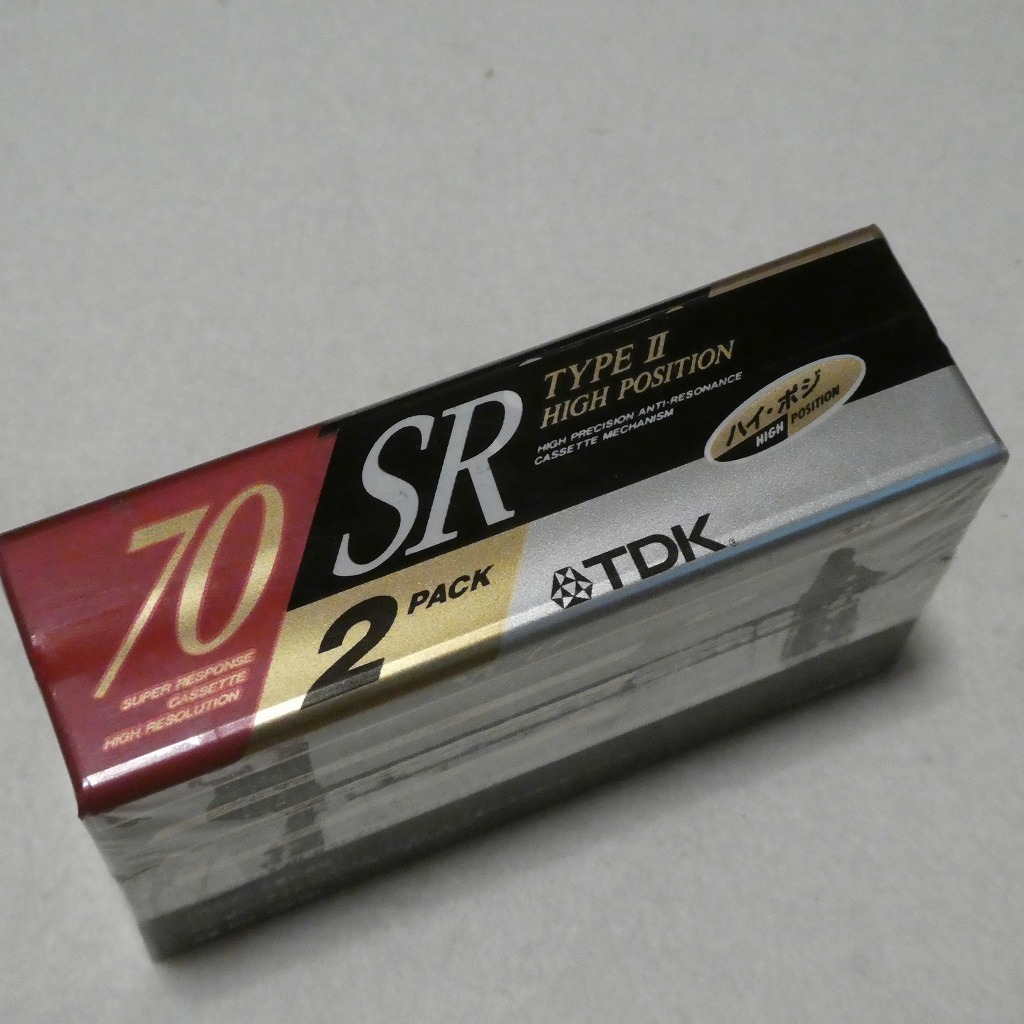 70
SUPER RESPONSE
CASSETTE
HIGH RESOLUTION
SR
TYPE II
HIGH POSITION
HIGH PRECISION ANTI-RESONANCE
CASSETTE MECHANISM
ハイ・ポジ
HIGH POSITION
2 PACK
TDK